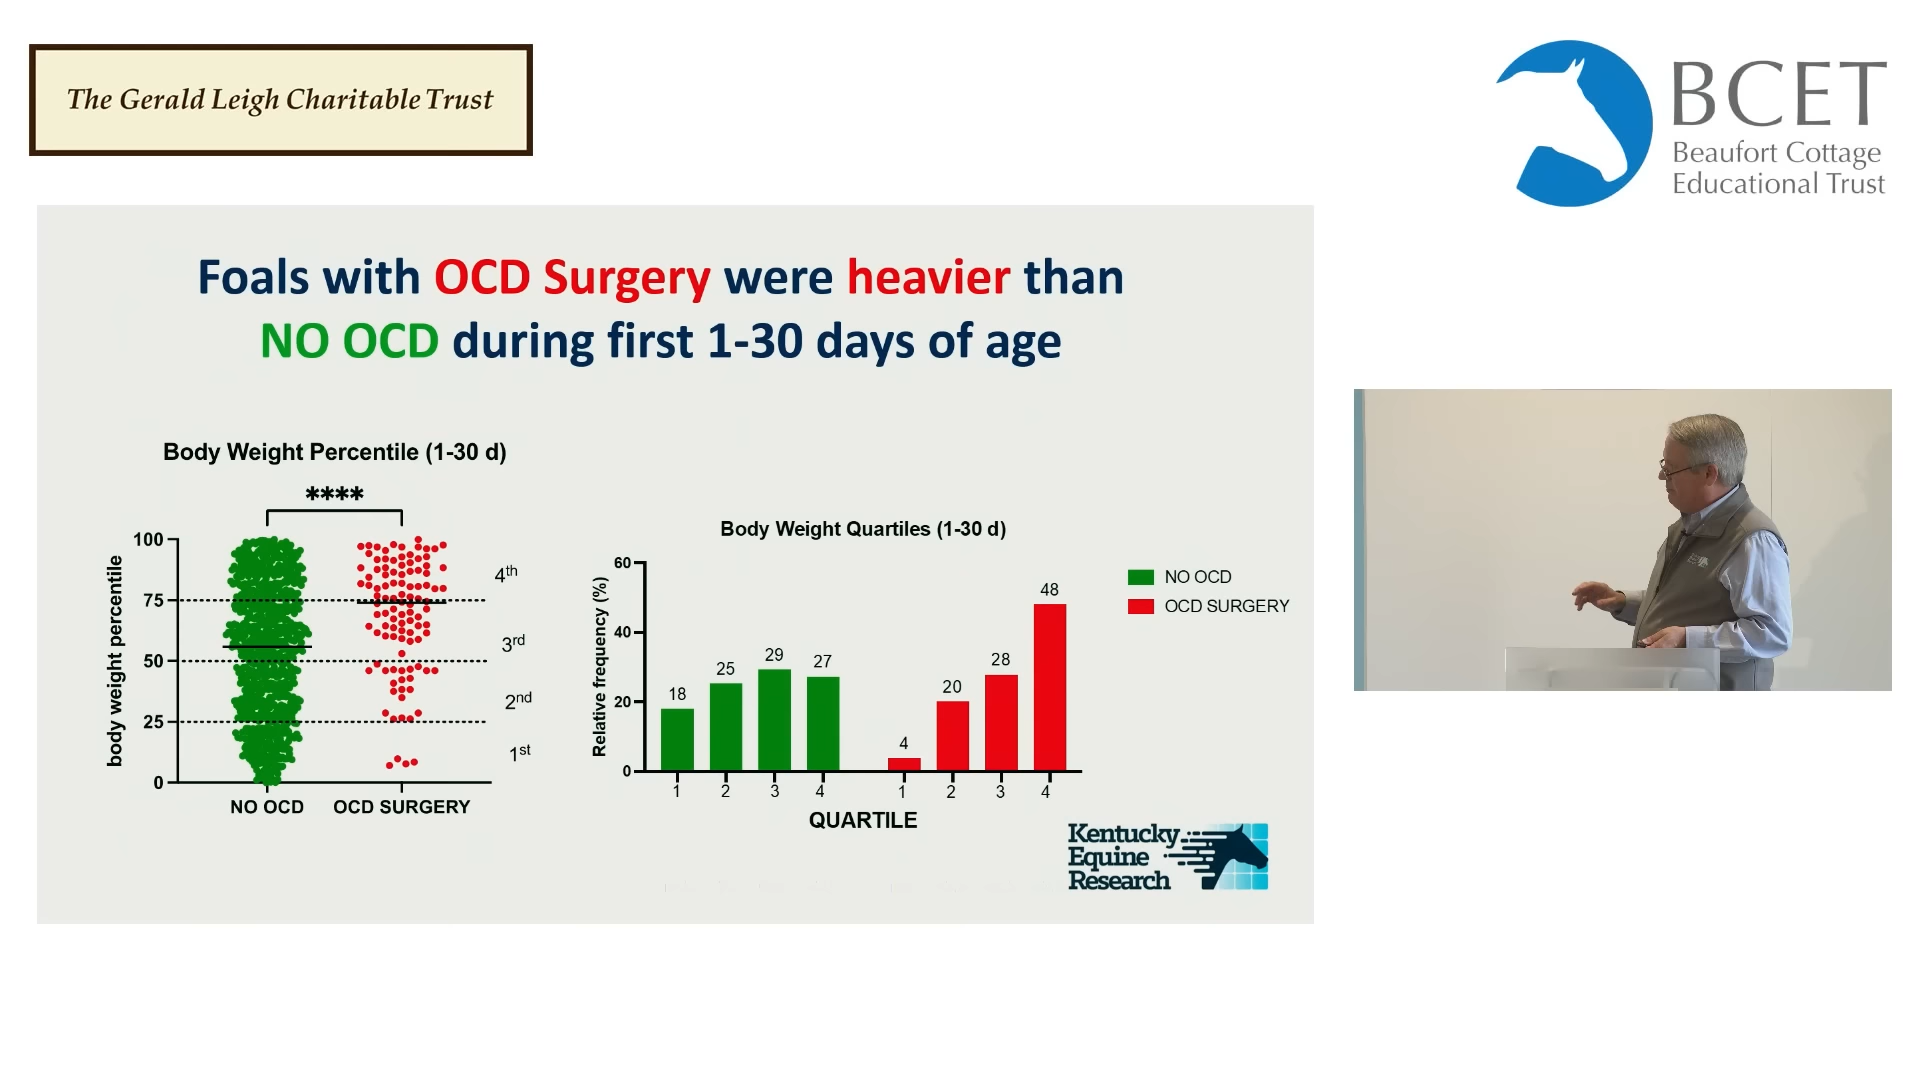 The Gerald Leigh Charitable Trust
BCET
Beaufort Cottage
Educational Trust
Foals with OCD Surgery were heavier than
NO OCD during first 1-30 days of age
Body Weight Percentile (1-30 d)
****
body weight percentile
100
75
50
25
0
4th
3rd
2nd
1st
NO OCD
OCD SURGERY
Body Weight Quartiles (1-30 d)
Relative frequency (%)
60
40
20
0
18
25
29
27
4
20
28
48
1
2
3
4
1
2
3
4
QUARTILE
NO OCD
OCD SURGERY
Kentucky
Equine
Research